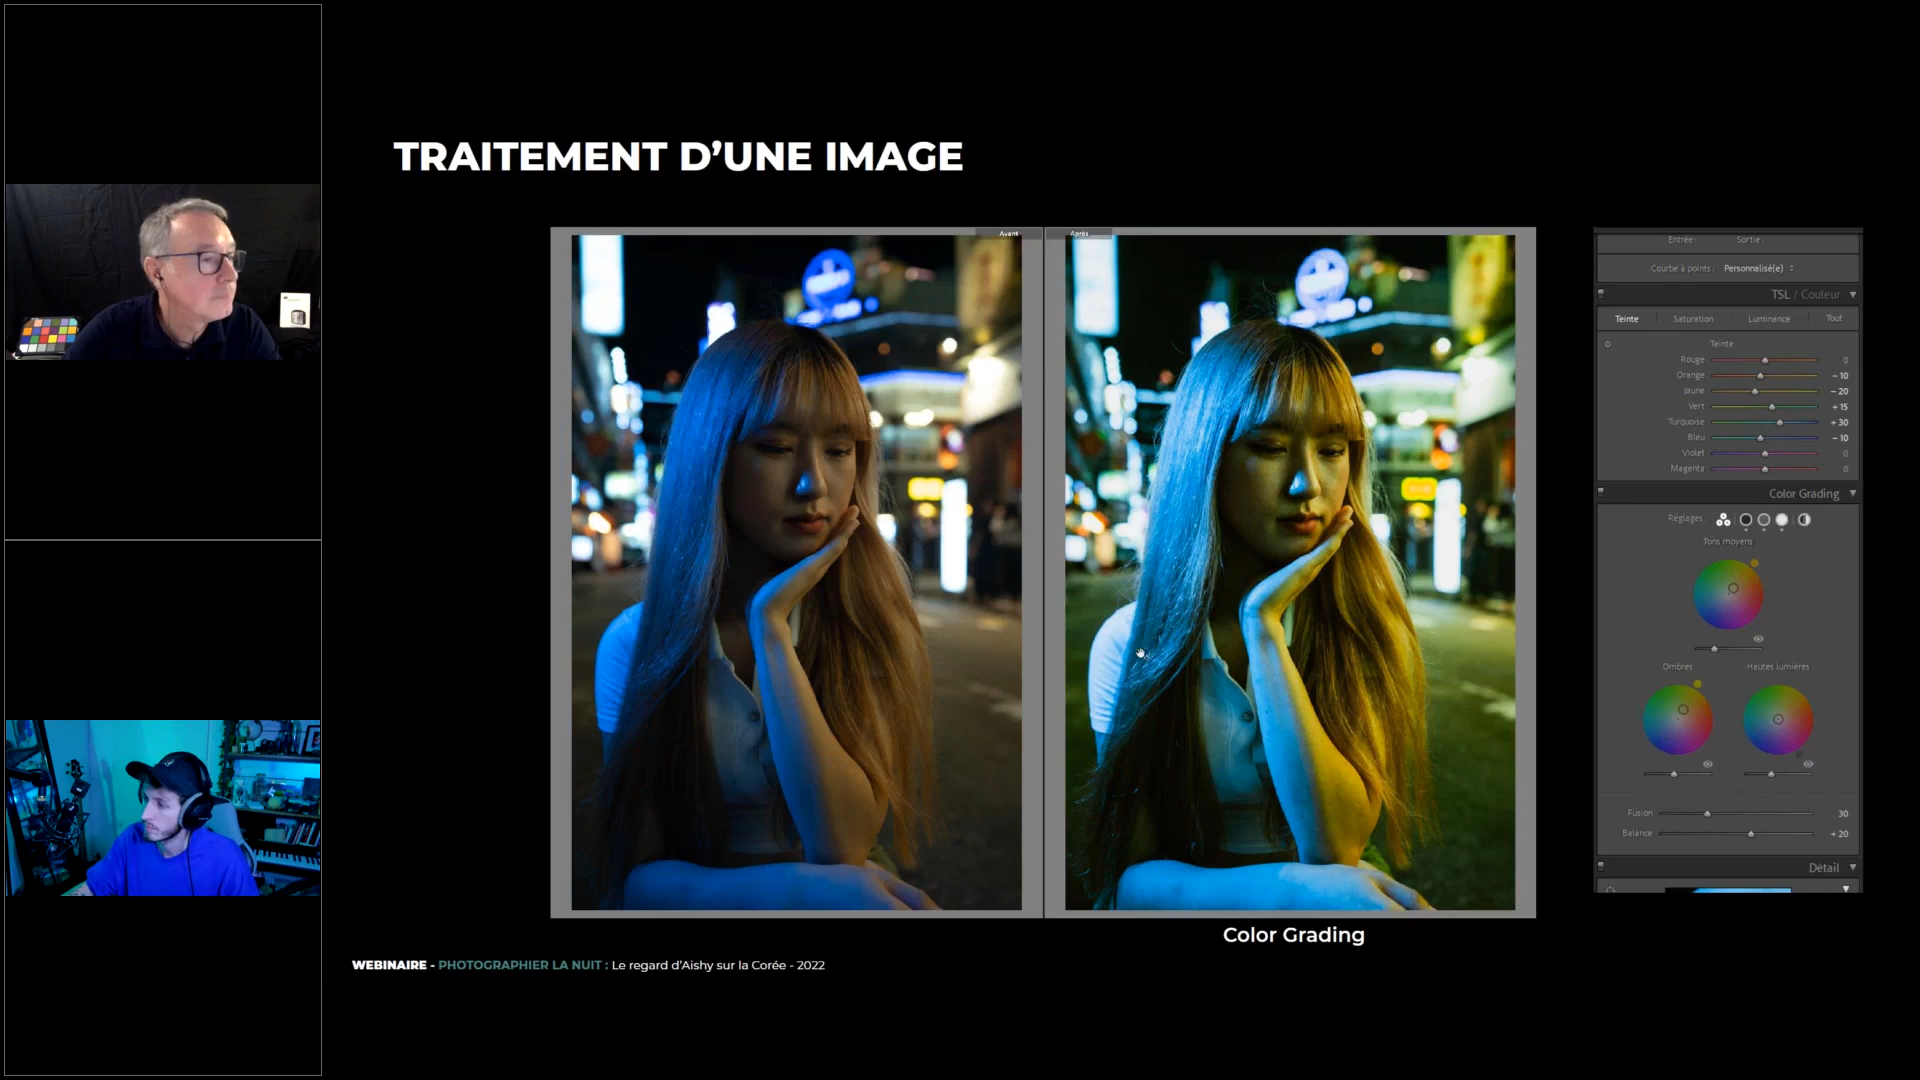 TRAITEMENT D’UNE IMAGE
Avant
Après
Color Grading
WEBINAIRE - PHOTOGRAPHIER LA NUIT : Le regard d’Aishy sur la Corée - 2022
Entrée : Sortie :
Courbe à points : Personnalisé(e)
TSL / Couleur
Teinte Saturation Luminance Tout
Teinte
Rouge 0
Orange - 10
Jaune - 20
Vert + 15
Turquoise + 30
Bleu - 10
Violet 0
Magenta 0
Color Grading
Réglages :
Tons moyens
Ombres Hautes lumières
Fusion 30
Balance + 20
Détail